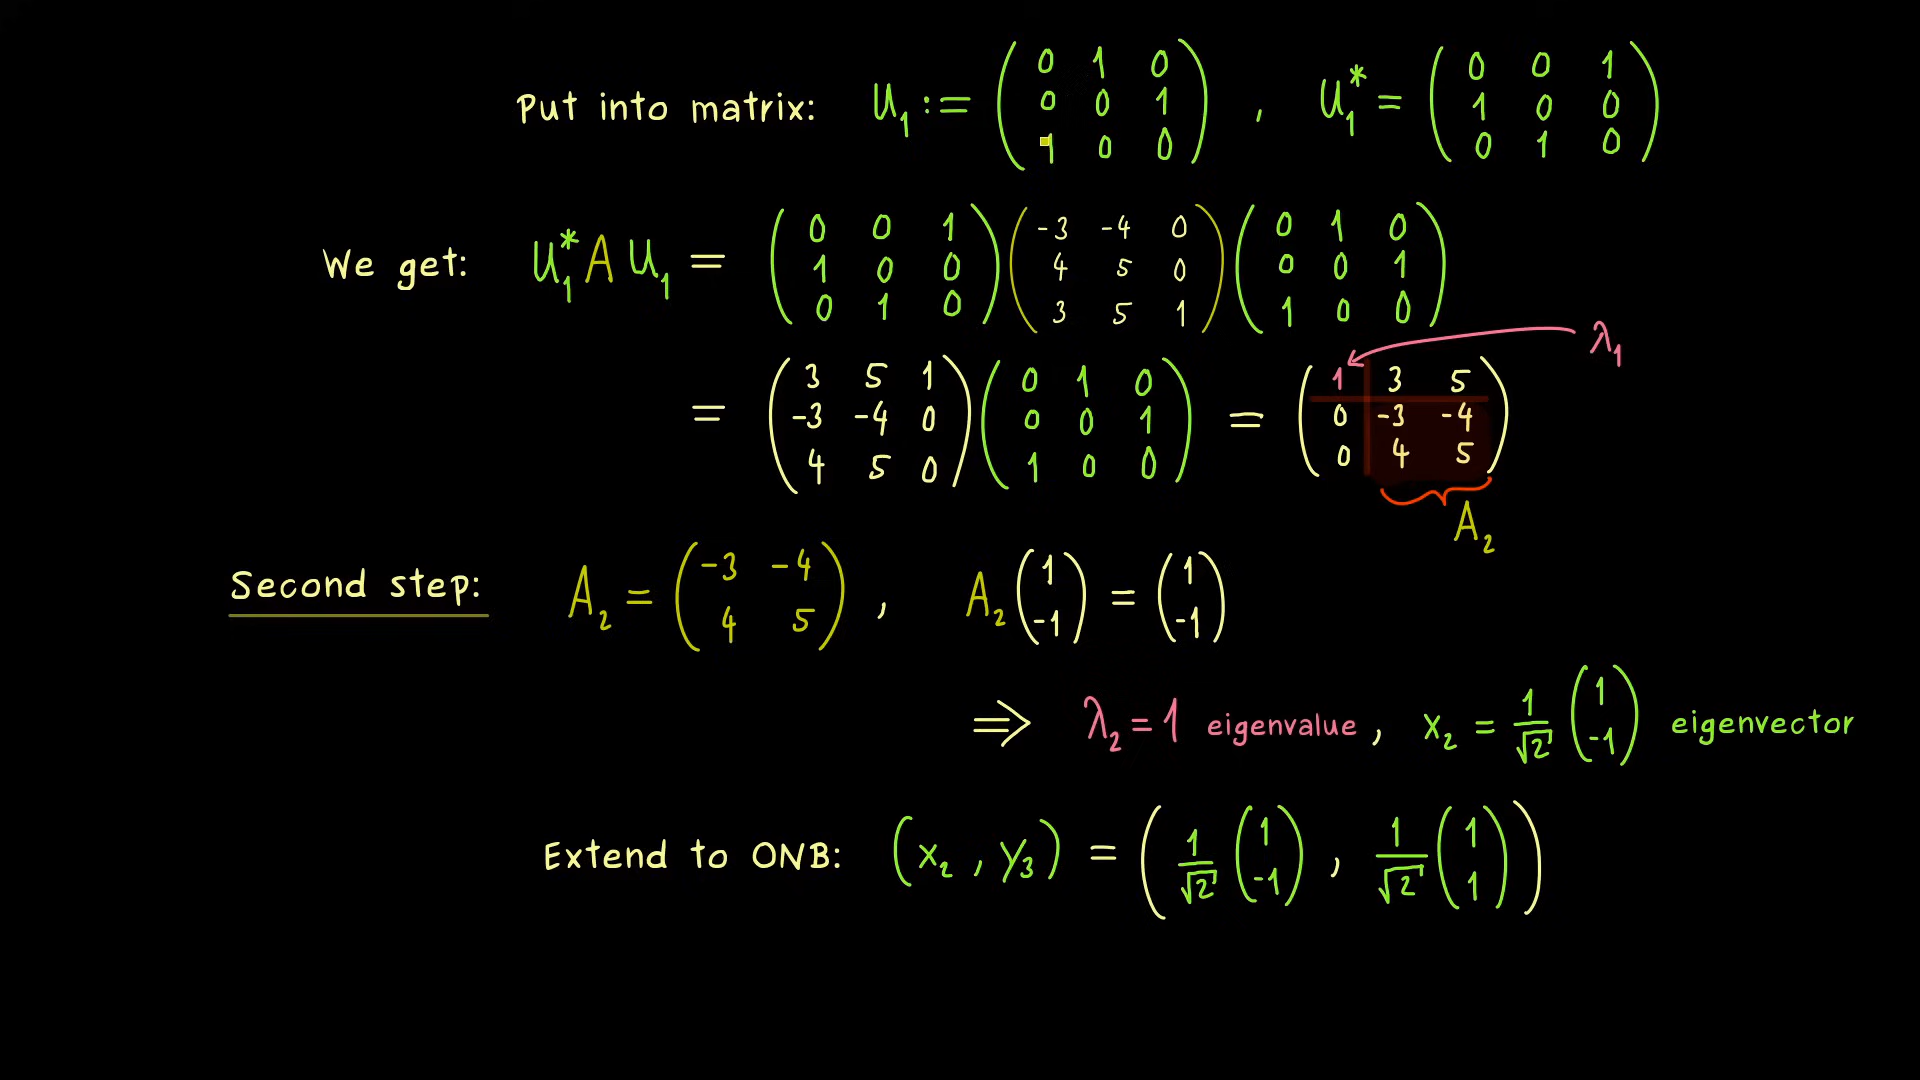 Put into matrix: U₁ := (0 1 0; 0 0 1; 1 0 0) , U₁* = (0 0 1; 1 0 0; 0 1 0)
We get: U₁* A U₁ = (0 0 1; 1 0 0; 0 1 0) (-3 -4 0; 4 5 0; 3 5 1) (0 1 0; 0 0 1; 1 0 0)
λ₁
= (3 5 1; -3 -4 0; 4 5 0) (0 1 0; 0 0 1; 1 0 0) = (1 3 5; 0 -3 -4; 0 4 5)
A₂
Second step: A₂ = (-3 -4; 4 5) , A₂ (1; -1) = (1; -1)
⟹ λ₂ = 1 eigenvalue , x₂ = 1/√2 (1; -1) eigenvector
Extend to ONB: (x₂ , y₃) = (1/√2 (1; -1) , 1/√2 (1; 1))